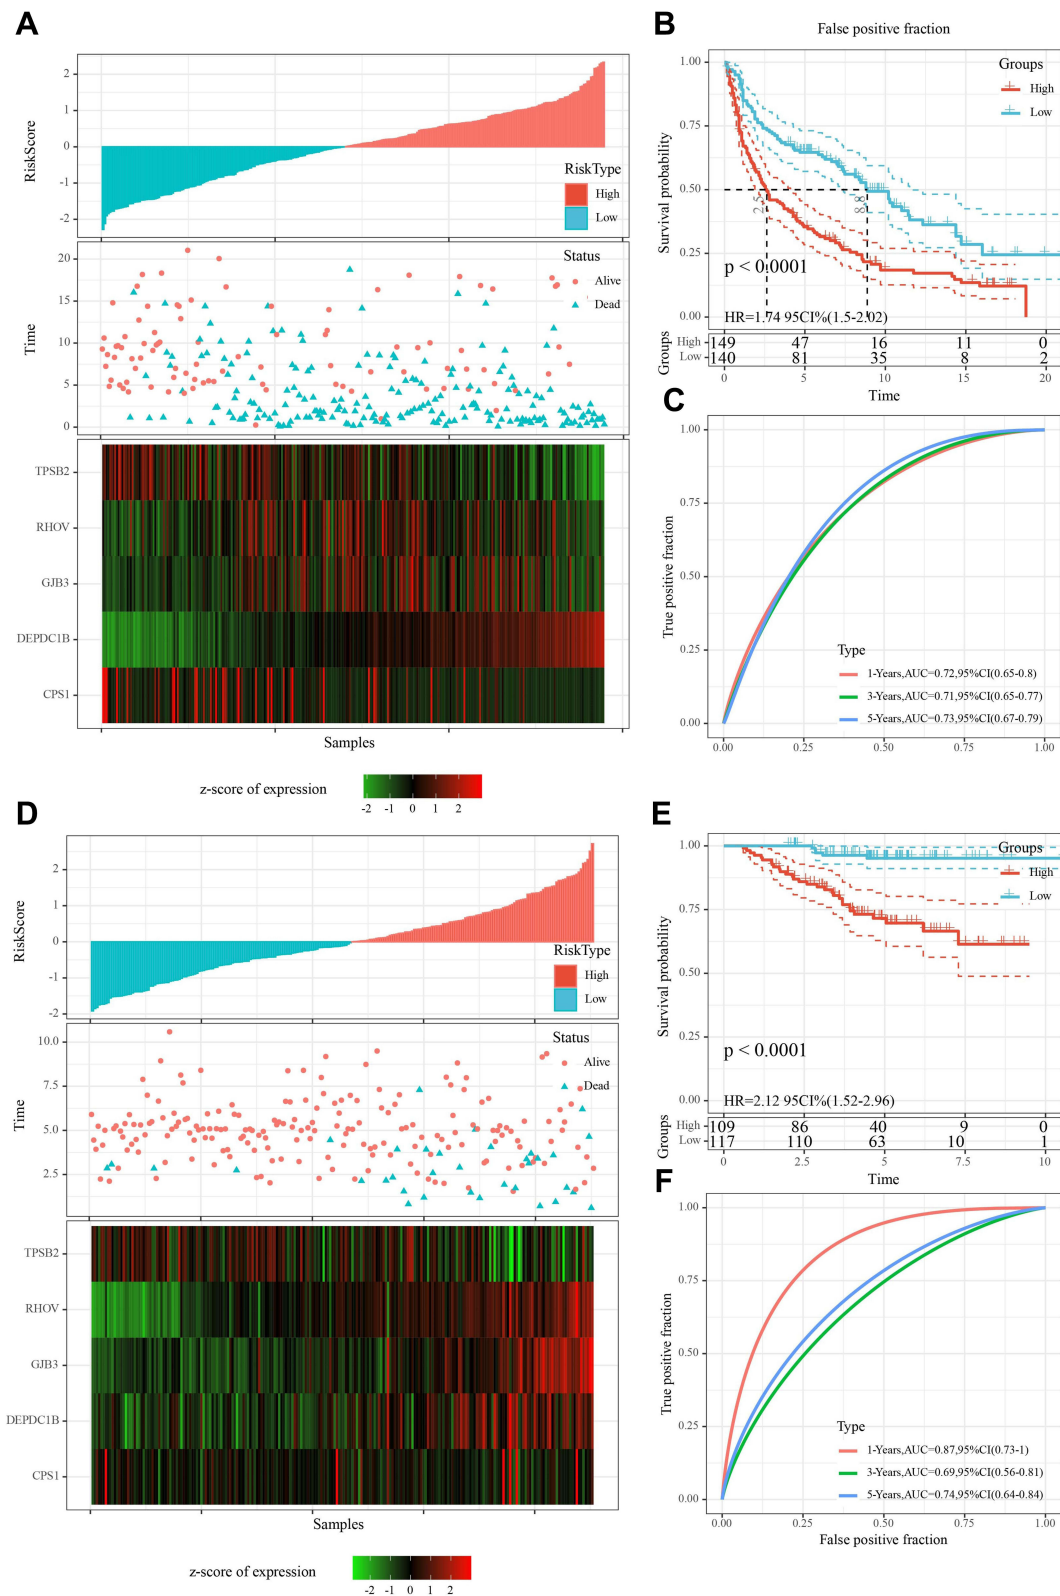 A
RiskScore
2
1
0
-1
-2
RiskType
High
Low
Time
20
15
10
5
0
Status
Alive
Dead
TPSB2
RHOV
GJB3
DEPDC1B
CPS1
Samples
z-score of expression
-2 -1 0 1 2
B
False positive fraction
Survival probability
1.00
0.75
0.50
0.25
0.00
Groups
High
Low
2.5
8.8
p < 0.0001
HR=1.74 95CI%(1.5-2.02)
Groups
High 149 47 16 11 0
Low 140 81 35 8 2
0 5 10 15 20
Time
C
True positive fraction
1.00
0.75
0.50
0.25
0.00
Type
1-Years,AUC=0.72,95%CI(0.65-0.8)
3-Years,AUC=0.71,95%CI(0.65-0.77)
5-Years,AUC=0.73,95%CI(0.67-0.79)
0.00 0.25 0.50 0.75 1.00
D
RiskScore
2
1
0
-1
-2
RiskType
High
Low
Time
10.0
7.5
5.0
2.5
Status
Alive
Dead
TPSB2
RHOV
GJB3
DEPDC1B
CPS1
Samples
z-score of expression
-2 -1 0 1 2
E
Survival probability
1.00
0.75
0.50
0.25
0.00
Groups
High
Low
p < 0.0001
HR=2.12 95CI%(1.52-2.96)
Groups
High 109 86 40 9 0
Low 117 110 63 10 1
0 2.5 5 7.5 10
Time
F
True positive fraction
1.00
0.75
0.50
0.25
0.00
Type
1-Years,AUC=0.87,95%CI(0.73-1)
3-Years,AUC=0.69,95%CI(0.56-0.81)
5-Years,AUC=0.74,95%CI(0.64-0.84)
0.00 0.25 0.50 0.75 1.00
False positive fraction